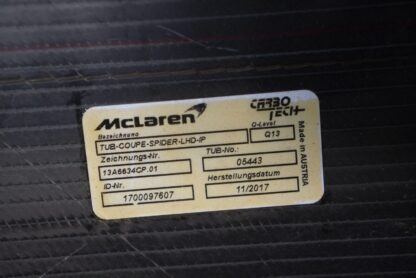 McLaren CARBO TECH
Bezeichnung Q-Level
TUB-COUPE-SPIDER-LHD-IP Q13
Zeichnungs-Nr. TUB-No.:
13A6634CP.01 05443
ID-Nr. Herstellungsdatum
1700097607 11/2017
Made in AUSTRIA